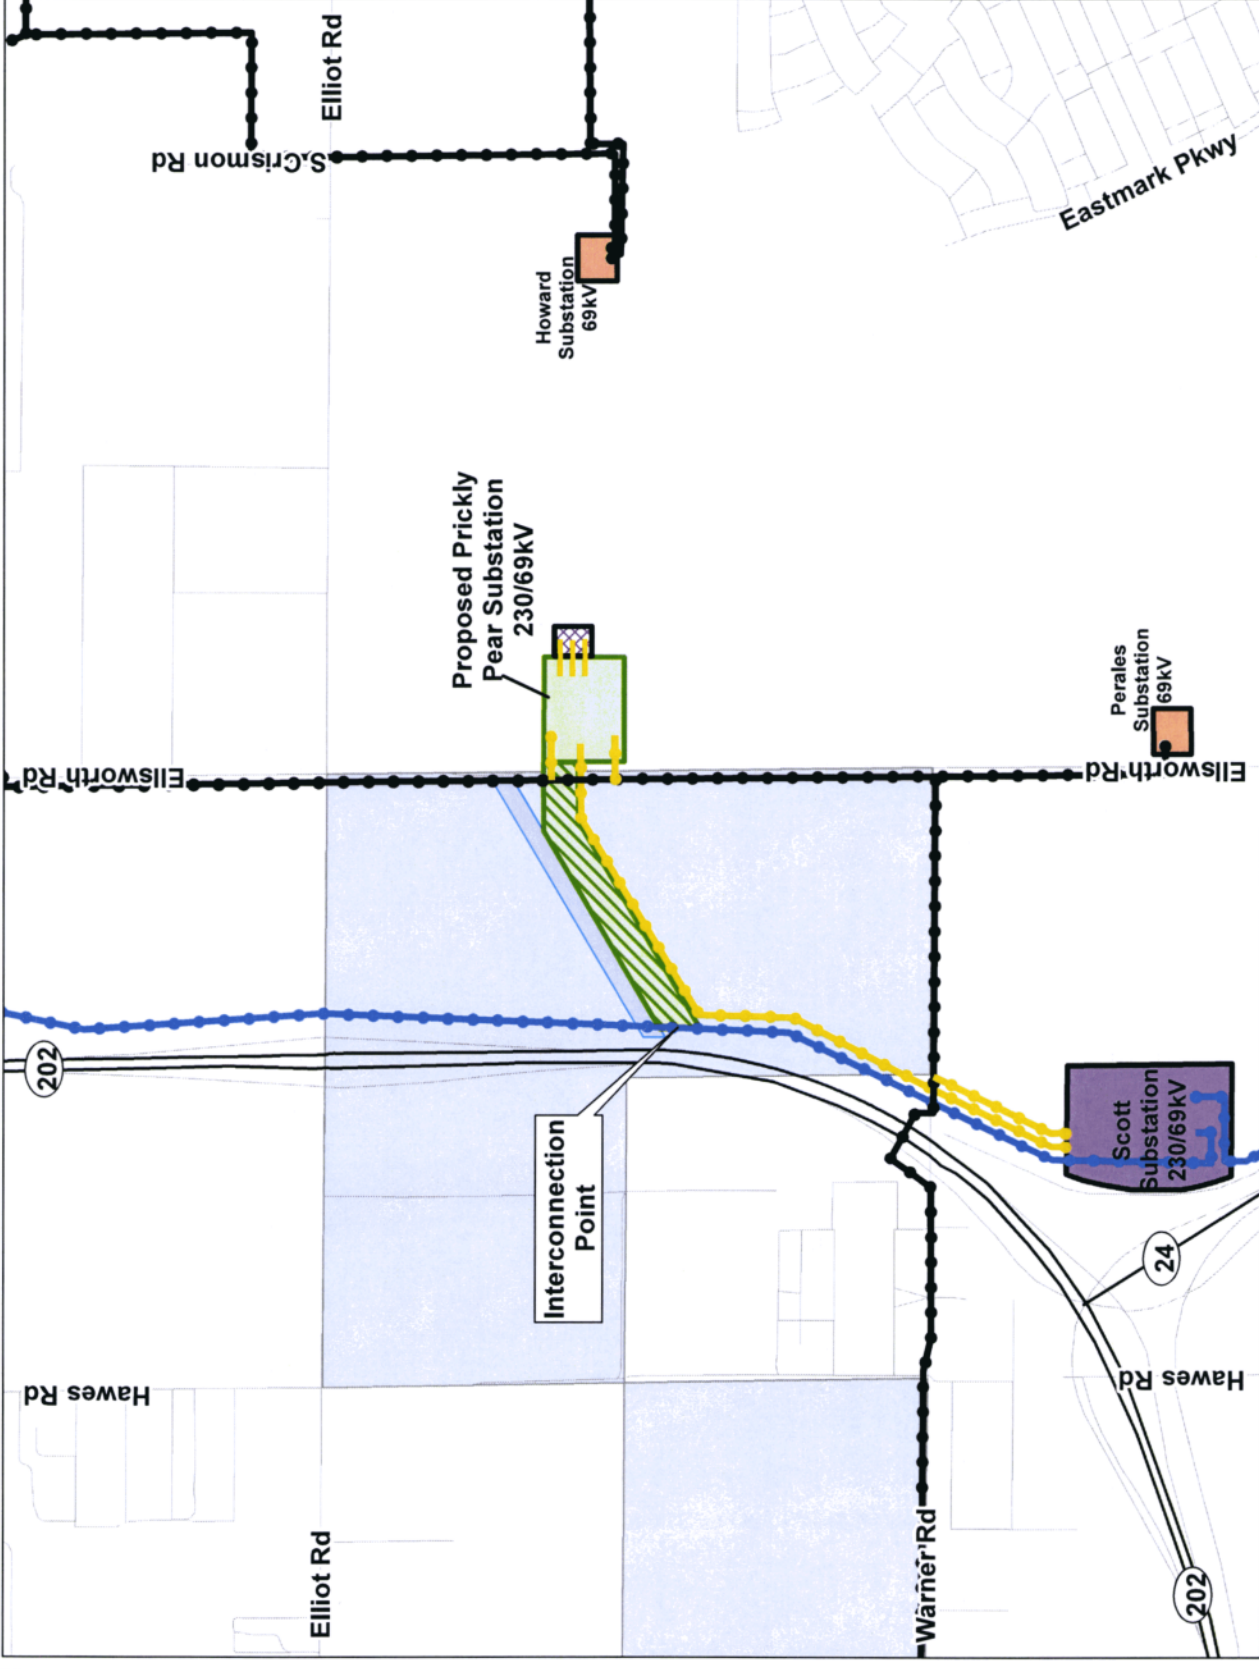 Elliot Rd
S.Crismon Rd
Howard
Substation
69kV
Eastmark Pkwy
Proposed Prickly
Pear Substation
230/69kV
Perales
Substation
69kV
Ellsworth Rd
Ellsworth Rd
202
Interconnection
Point
Scott
Substation
230/69kV
24
Hawes Rd
Hawes Rd
Elliot Rd
Warner Rd
202